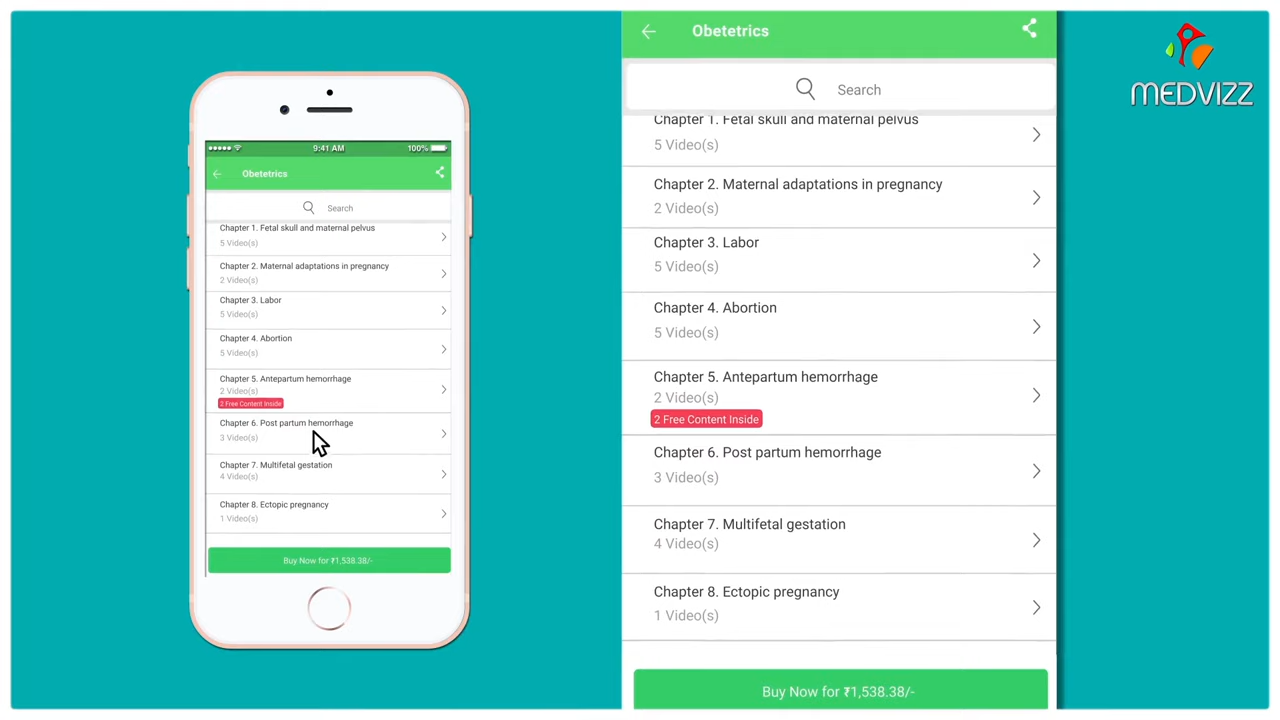 9:41 AM
100%
Obetetrics
Search
Chapter 1. Fetal skull and maternal pelvus
5 Video(s)
Chapter 2. Maternal adaptations in pregnancy
2 Video(s)
Chapter 3. Labor
5 Video(s)
Chapter 4. Abortion
5 Video(s)
Chapter 5. Antepartum hemorrhage
2 Video(s)
2 Free Content Inside
Chapter 6. Post partum hemorrhage
3 Video(s)
Chapter 7. Multifetal gestation
4 Video(s)
Chapter 8. Ectopic pregnancy
1 Video(s)
Buy Now for ₹1,538.38/-
Obetetrics
Search
Chapter 1. Fetal skull and maternal pelvus
5 Video(s)
Chapter 2. Maternal adaptations in pregnancy
2 Video(s)
Chapter 3. Labor
5 Video(s)
Chapter 4. Abortion
5 Video(s)
Chapter 5. Antepartum hemorrhage
2 Video(s)
2 Free Content Inside
Chapter 6. Post partum hemorrhage
3 Video(s)
Chapter 7. Multifetal gestation
4 Video(s)
Chapter 8. Ectopic pregnancy
1 Video(s)
Buy Now for ₹1,538.38/-
MEDVIZZ